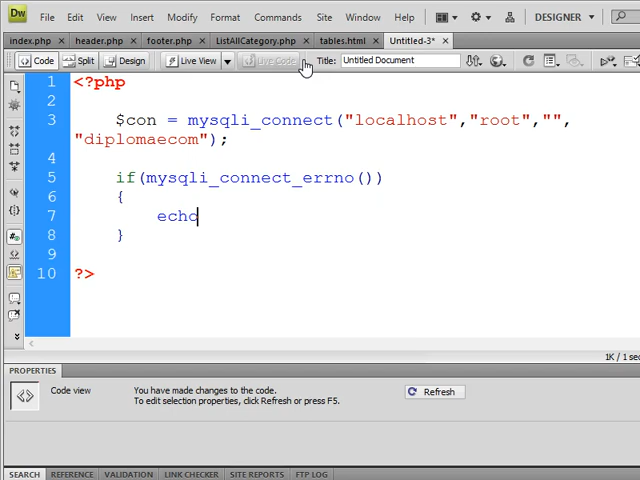 Dw File Edit View Insert Modify Format Commands Site Window Help DESIGNER
index.php × header.php × footer.php × ListAllCategory.php × tables.html × Untitled-3* ×
Code Split Design Live View Live Code Title: Untitled Document
1 <?php
2
3 $con = mysqli_connect("localhost","root","",
"diplomaecom");
4
5 if(mysqli_connect_errno())
6 {
7 echo
8 }
9
10 ?>
1K / 1 sec
PROPERTIES
Code view You have made changes to the code. Refresh
To edit selection properties, click Refresh or press F5.
SEARCH REFERENCE VALIDATION LINK CHECKER SITE REPORTS FTP LOG